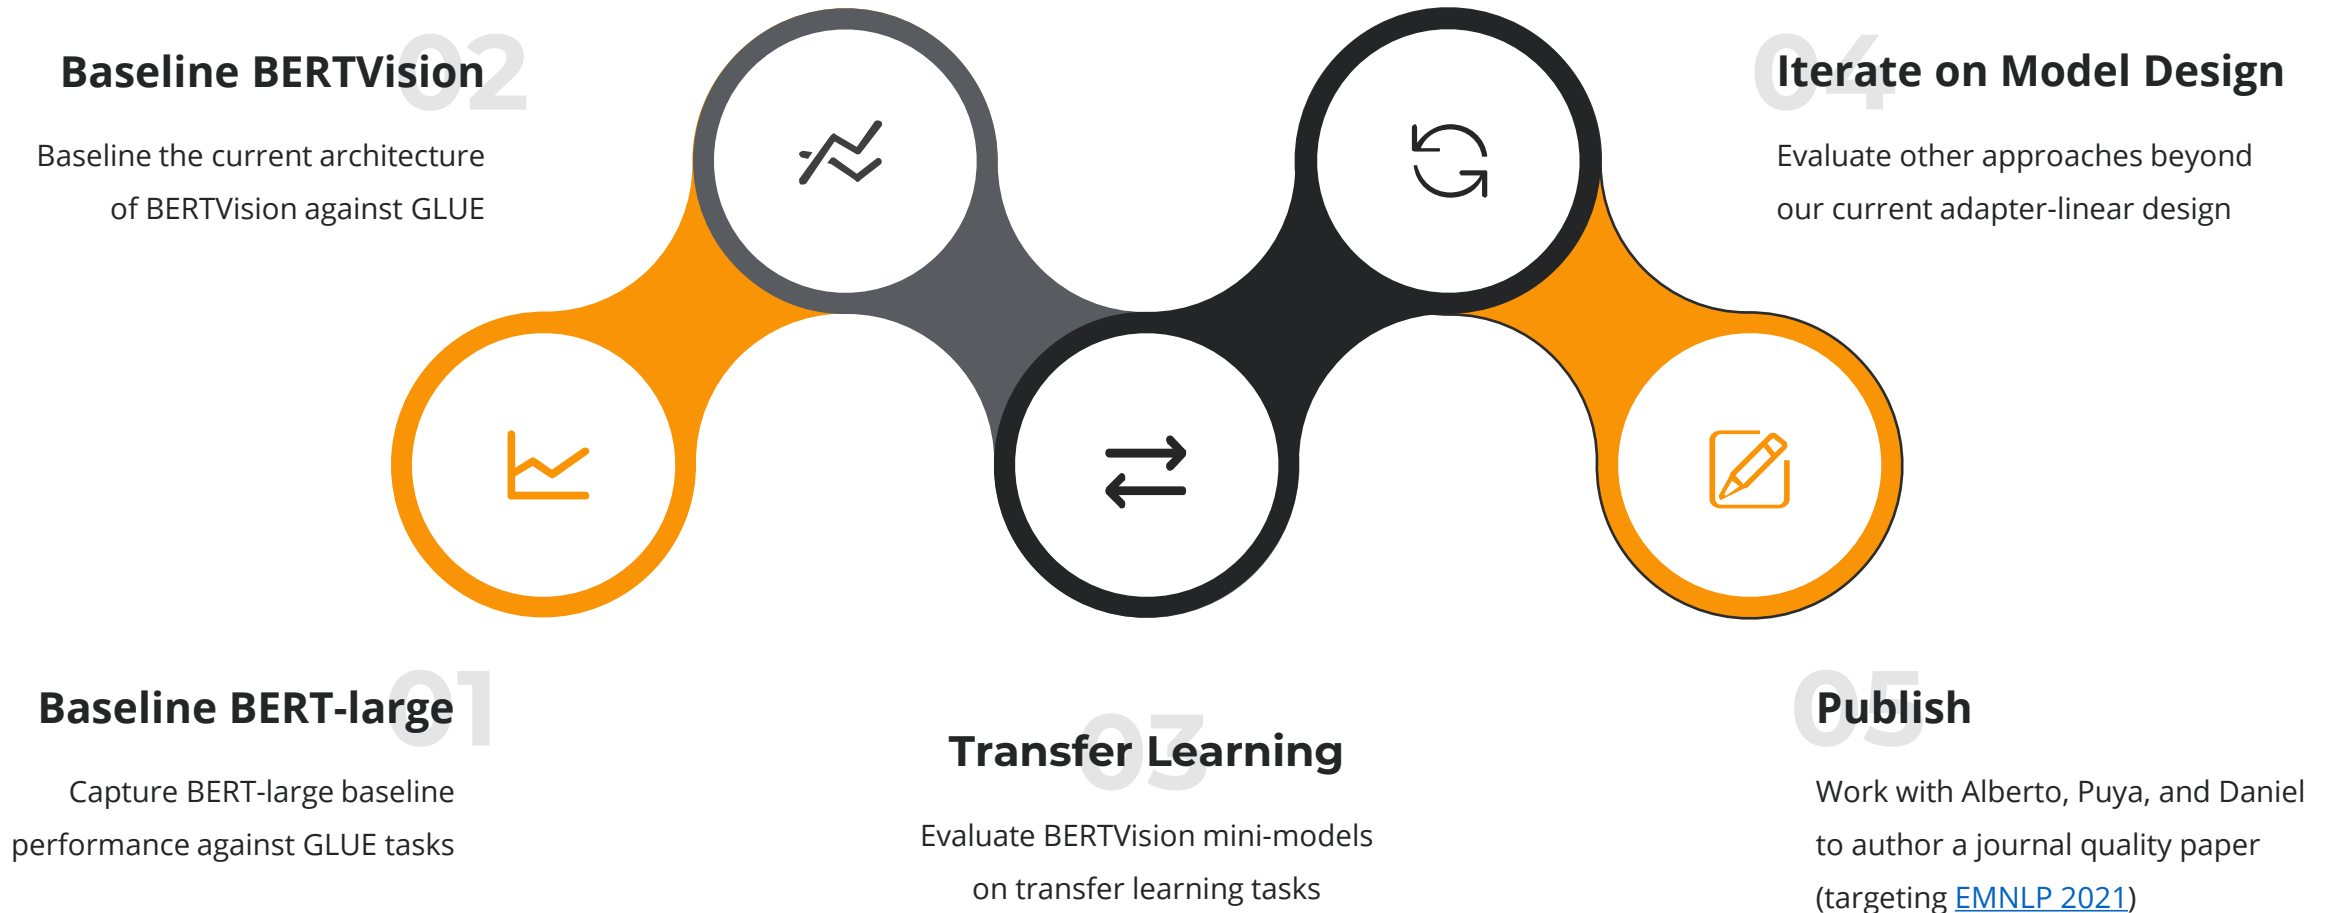 02
Baseline BERTVision
Baseline the current architecture
of BERTVision against GLUE
04
Iterate on Model Design
Evaluate other approaches beyond
our current adapter-linear design
01
Baseline BERT-large
Capture BERT-large baseline
performance against GLUE tasks
03
Transfer Learning
Evaluate BERTVision mini-models
on transfer learning tasks
05
Publish
Work with Alberto, Puya, and Daniel
to author a journal quality paper
(targeting EMNLP 2021)